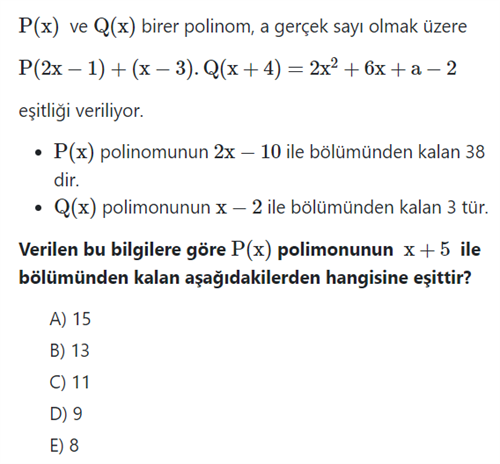 P(x) ve Q(x) birer polinom, a gerçek sayı olmak üzere
P(2x − 1) + (x − 3). Q(x + 4) = 2x² + 6x + a − 2
eşitliği veriliyor.
• P(x) polinomunun 2x − 10 ile bölümünden kalan 38
dir.
• Q(x) polimonunun x − 2 ile bölümünden kalan 3 tür.
Verilen bu bilgilere göre P(x) polimonunun x + 5 ile
bölümünden kalan aşağıdakilerden hangisine eşittir?
A) 15
B) 13
C) 11
D) 9
E) 8